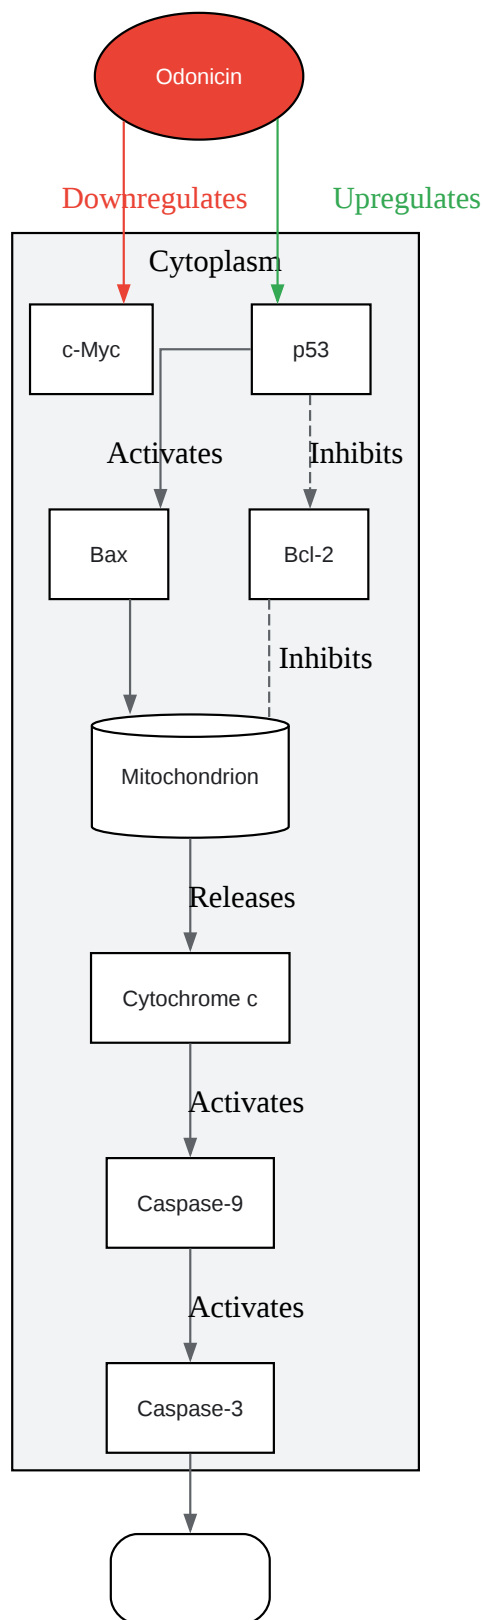 Odonicin
Downregulates
Upregulates
Cytoplasm
c-Myc
p53
Activates
Inhibits
Bax
Bcl-2
Inhibits
Mitochondrion
Releases
Cytochrome c
Activates
Caspase-9
Activates
Caspase-3